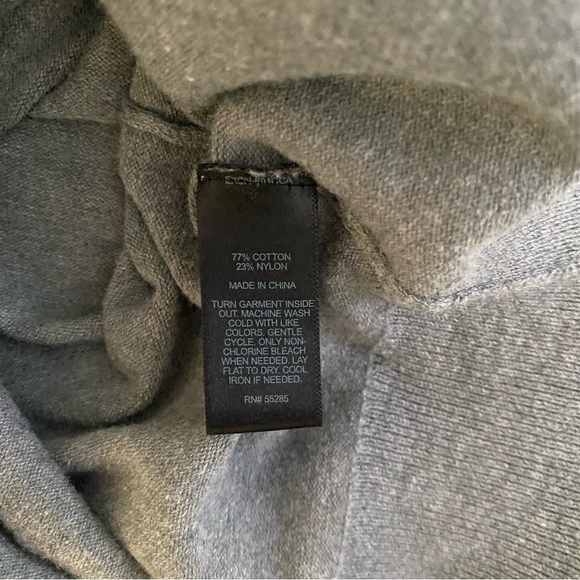 77% COTTON
23% NYLON
MADE IN CHINA
TURN GARMENT INSIDE
OUT. MACHINE WASH
COLD WITH LIKE
COLORS. GENTLE
CYCLE. ONLY NON-
CHLORINE BLEACH
WHEN NEEDED. LAY
FLAT TO DRY. COOL
IRON IF NEEDED.
RN# 55285